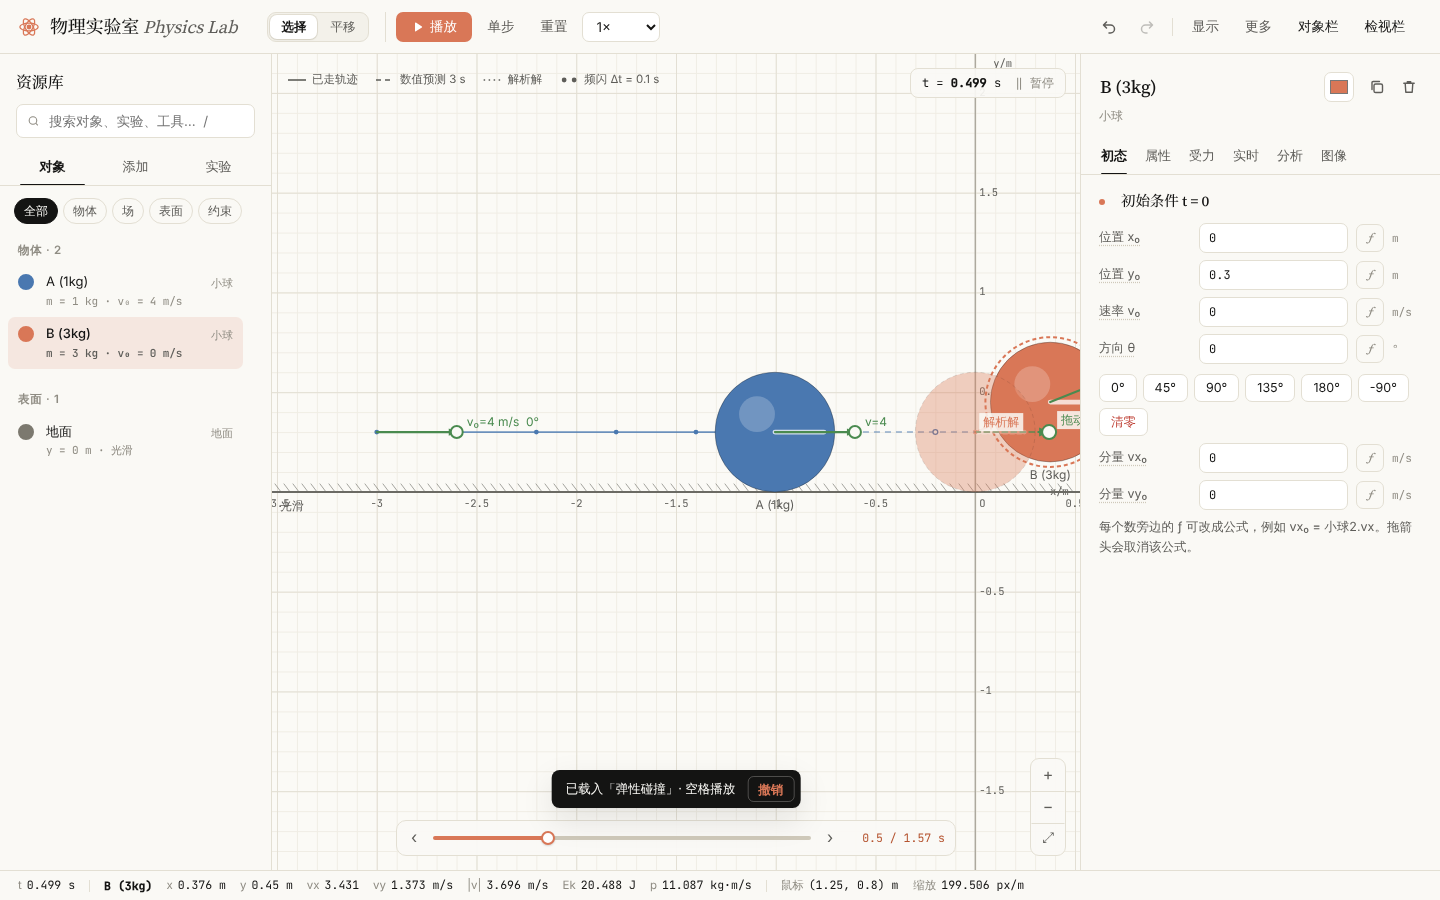 物理实验室 Physics Lab
选择 平移 播放 单步 重置 1× 显示 更多 对象栏 检视栏
资源库
搜索对象、实验、工具... /
对象 添加 实验
全部 物体 场 表面 约束
物体 · 2
A (1kg) 小球
m = 1 kg · v₀ = 4 m/s
B (3kg) 小球
m = 3 kg · v₀ = 0 m/s
表面 · 1
地面 地面
y = 0 m · 光滑
已走轨迹 数值预测 3 s 解析解 频闪 Δt = 0.1 s
y/m
t = 0.499 s 暂停
1.5
1
v₀=4 m/s 0°
v=4
解析解
拖动
B (3kg)
x/m
光滑
-3 -2.5 -2 -1.5 -1 -0.5 0
A (1kg)
-0.5
-1
-1.5
已载入「弹性碰撞」· 空格播放 撤销
+
−
‹ › 0.5 / 1.57 s
B (3kg)
小球
初态 属性 受力 实时 分析 图像
初始条件 t = 0
位置 x₀ 0 ƒ m
位置 y₀ 0.3 ƒ m
速率 v₀ 0 ƒ m/s
方向 θ 0 ƒ °
0° 45° 90° 135° 180° -90°
清零
分量 vx₀ 0 ƒ m/s
分量 vy₀ 0 ƒ m/s
每个数旁边的 ƒ 可改成公式，例如 vx₀ = 小球2.vx。拖箭
头会取消该公式。
t 0.499 s B (3kg) x 0.376 m y 0.45 m vx 3.431 vy 1.373 m/s |v| 3.696 m/s Ek 20.488 J p 11.087 kg·m/s 鼠标 (1.25, 0.8) m 缩放 199.506 px/m